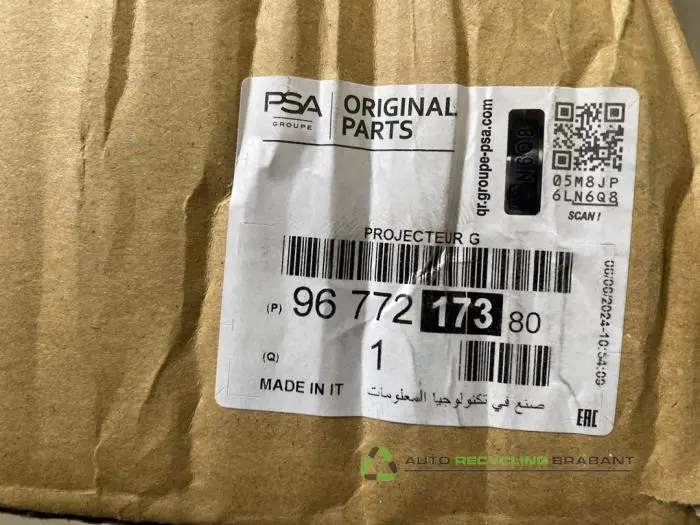 PSA
GROUPE
ORIGINAL
PARTS
qr.groupe-psa.com
N6Q8
05M8JP
6LN6Q8
SCAN!
PROJECTEUR G
(P) 96 772 173 80
(Q) 1
MADE IN IT
صنع في تكنولوجيا المعلومات
EAC
AUTO RECYCLING BRABANT